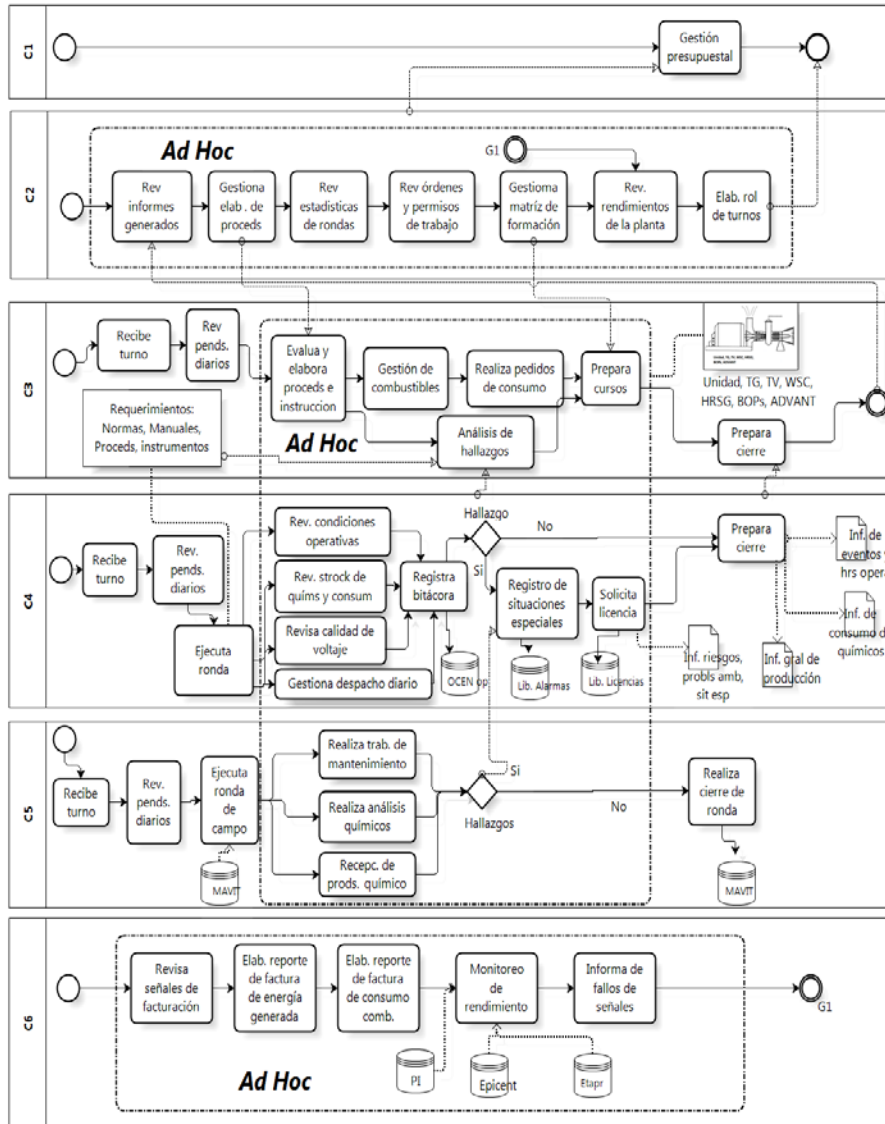 C1
Gestión
presupuestal
C2
Ad Hoc
G1
Rev
informes
generados
Gestiona
elab . de
proceds
Rev
estadisticas
de rondas
Rev órdenes
y permisos
de trabajo
Gestioma
matríz de
formación
Rev.
rendimientos
de la planta
Elab. rol
de turnos
C3
Recibe
turno
Rev
pends.
diarios
Evalua y
elabora
proceds e
instruccion
Gestión de
combustibles
Realiza pedidos
de consumo
Prepara
cursos
Unidad, TG, TV, WSC,
HRSG, BOPs, ADVANT
Requerimientos:
Normas, Manuales,
Proceds, instrumentos
Ad Hoc
Análisis de
hallazgos
Prepara
cierre
C4
Recibe
turno
Rev.
pends.
diarios
Ejecuta
ronda
Rev. condiciones
operativas
Rev. strock de
químs y consum
Revisa calidad de
voltaje
Gestiona despacho diario
Registra
bitácora
OCEN op
Hallazgo
No
Si
Registro de
situaciones
especiales
Lib. Alarmas
Solicita
licencia
Lib. Licencias
Prepara
cierre
Inf. riesgos,
probls amb,
sit esp
Inf. gral de
producción
Inf. de
eventos y
hrs opera
Inf. de
consumo d
químicos
C5
Recibe
turno
Rev.
pends.
diarios
Ejecuta
ronda
de
campo
MAVIT
Realiza trab. de
mantenimiento
Realiza análisis
químicos
Recepc. de
prods. químico
Si
Hallazgos
No
Realiza
cierre de
ronda
MAVIT
C6
Revisa
señales de
facturación
Elab. reporte
de factura
de energía
generada
Elab. reporte
de factura
de consumo
comb.
Monitoreo
de
rendimiento
Informa de
fallos de
señales
G1
PI
Epicent
Etapr
Ad Hoc